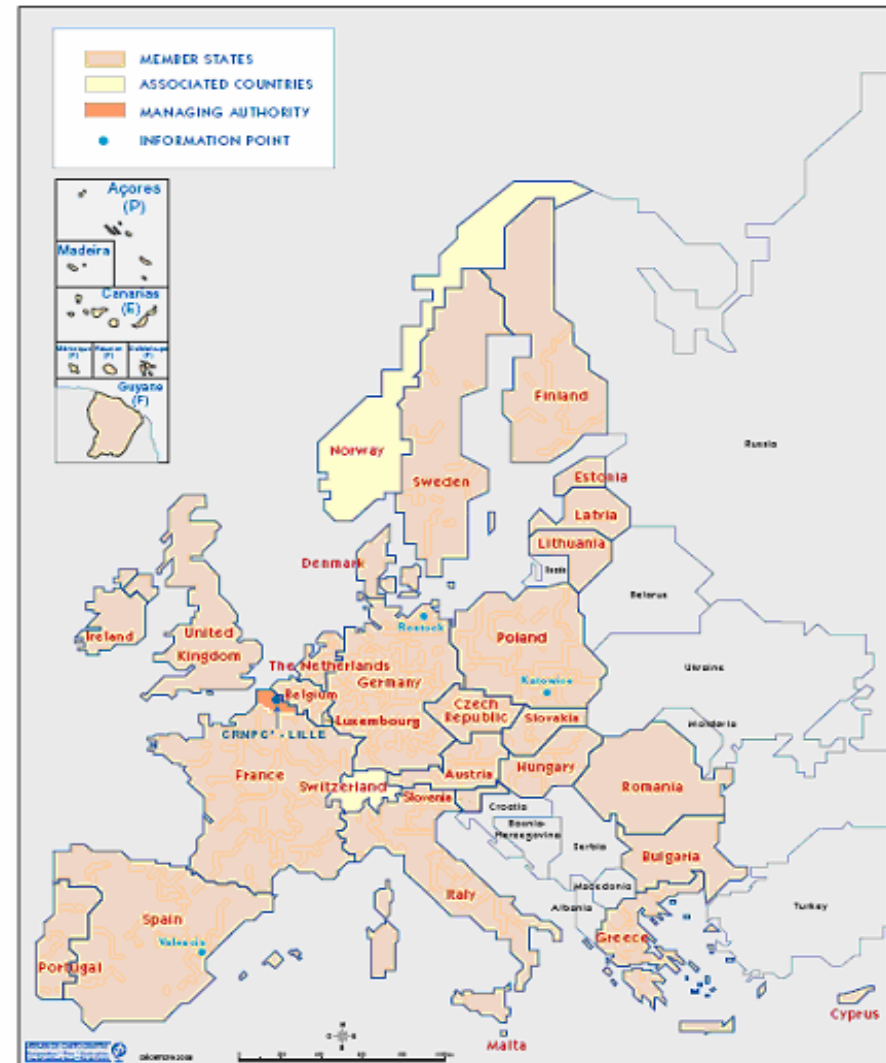 MEMBER STATES
ASSOCIATED COUNTRIES
MANAGING AUTHORITY
INFORMATION POINT
Açores
(P)
Madeira
Canarias
(E)
(F)
(F)
(F)
Guyane
(F)
Finland
Norway
Sweden
Russia
Estonia
Latvia
Lithuania
Denmark
Russia
Belarus
Ireland
United
Kingdom
Rostock
Poland
The Netherlands
Germany
Katowice
Ukraine
Belgium
Czech
Republic
Luxembourg
Slovakia
CRNPC* - LILLE
France
Switzerland
Austria
Hungary
Romania
Slovenia
Croatia
Bosnia-
Hercegovina
Serbia
Bulgaria
Macedonia
Albania
Italy
Turkey
Spain
Valencia
Greece
Portugal
Cyprus
Malta